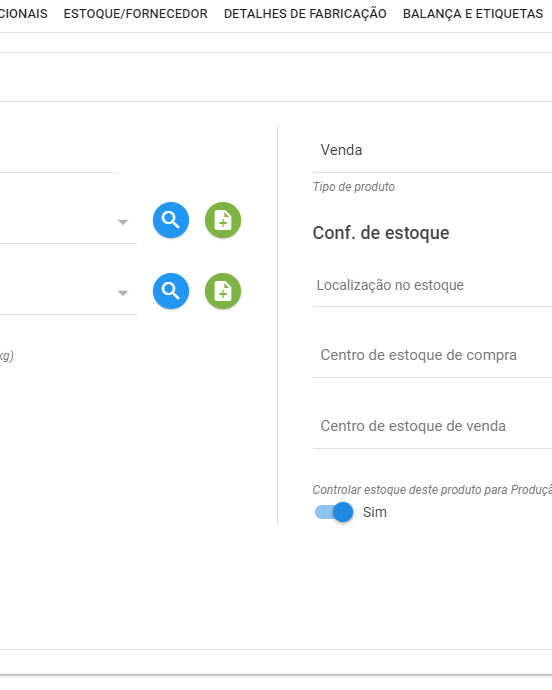 CIONAIS ESTOQUE/FORNECEDOR DETALHES DE FABRICAÇÃO BALANÇA E ETIQUETAS
Venda
Tipo de produto
Conf. de estoque
Localização no estoque
Centro de estoque de compra
kg)
Centro de estoque de venda
Controlar estoque deste produto para Produçã
Sim